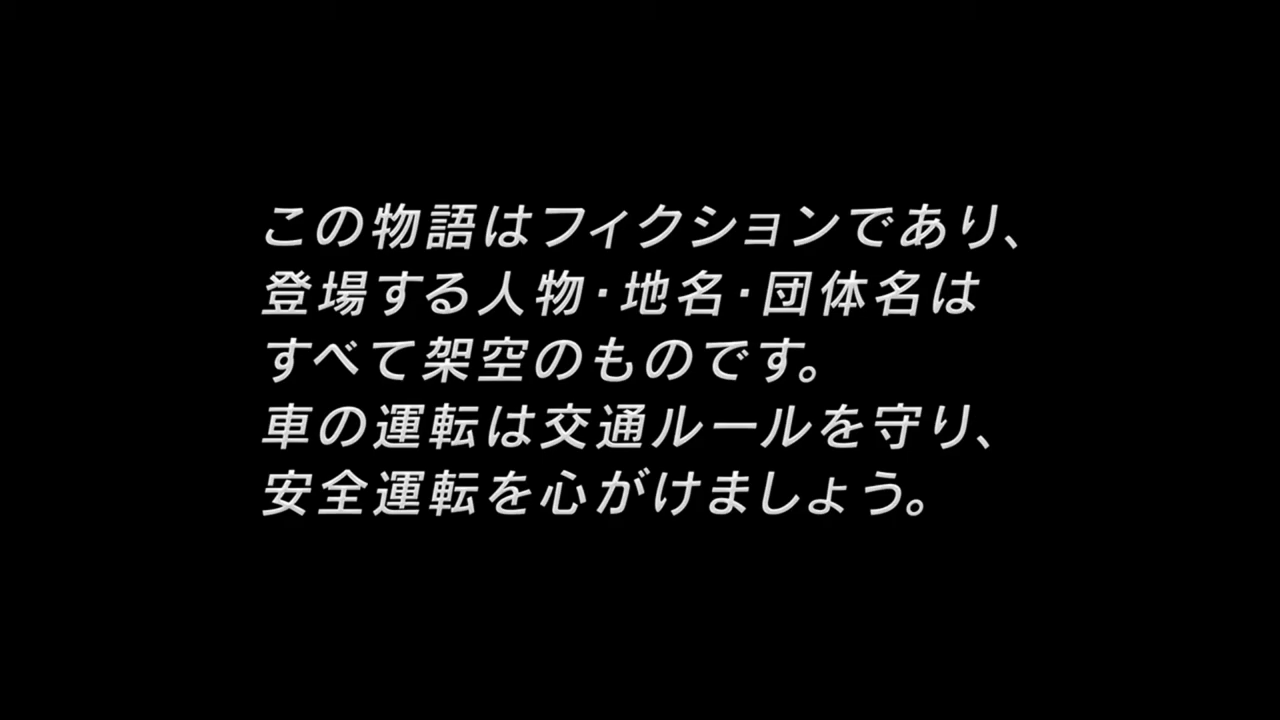 この物語はフィクションであり、
登場する人物・地名・団体名は
すべて架空のものです。
車の運転は交通ルールを守り、
安全運転を心がけましょう。